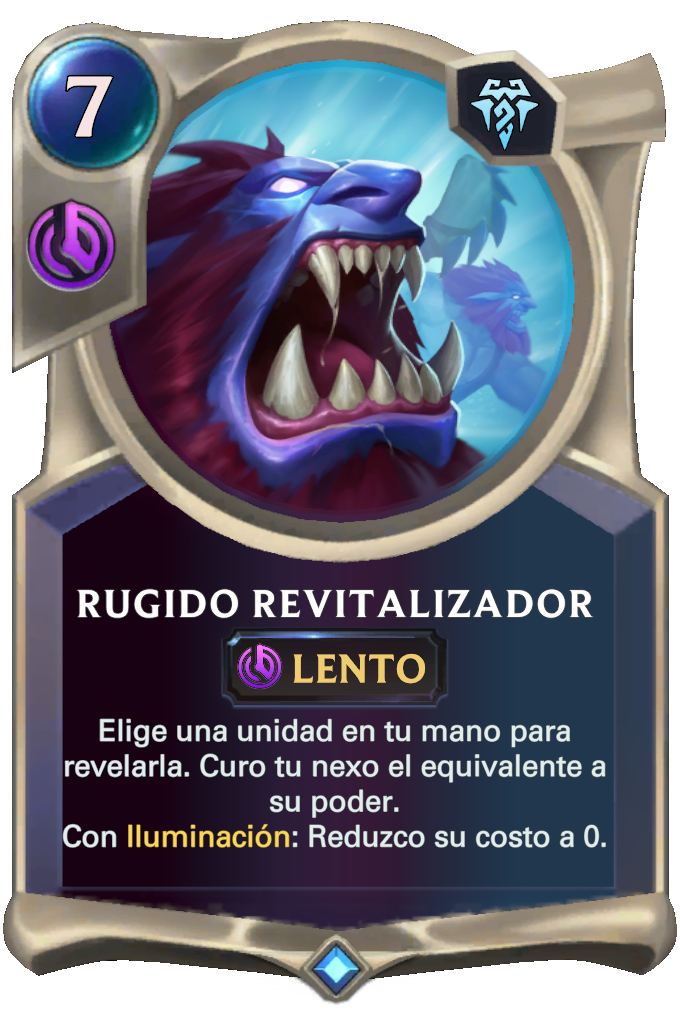 7
RUGIDO REVITALIZADOR
LENTO
Elige una unidad en tu mano para
revelarla. Curo tu nexo el equivalente a
su poder.
Con Iluminación: Reduzco su costo a 0.